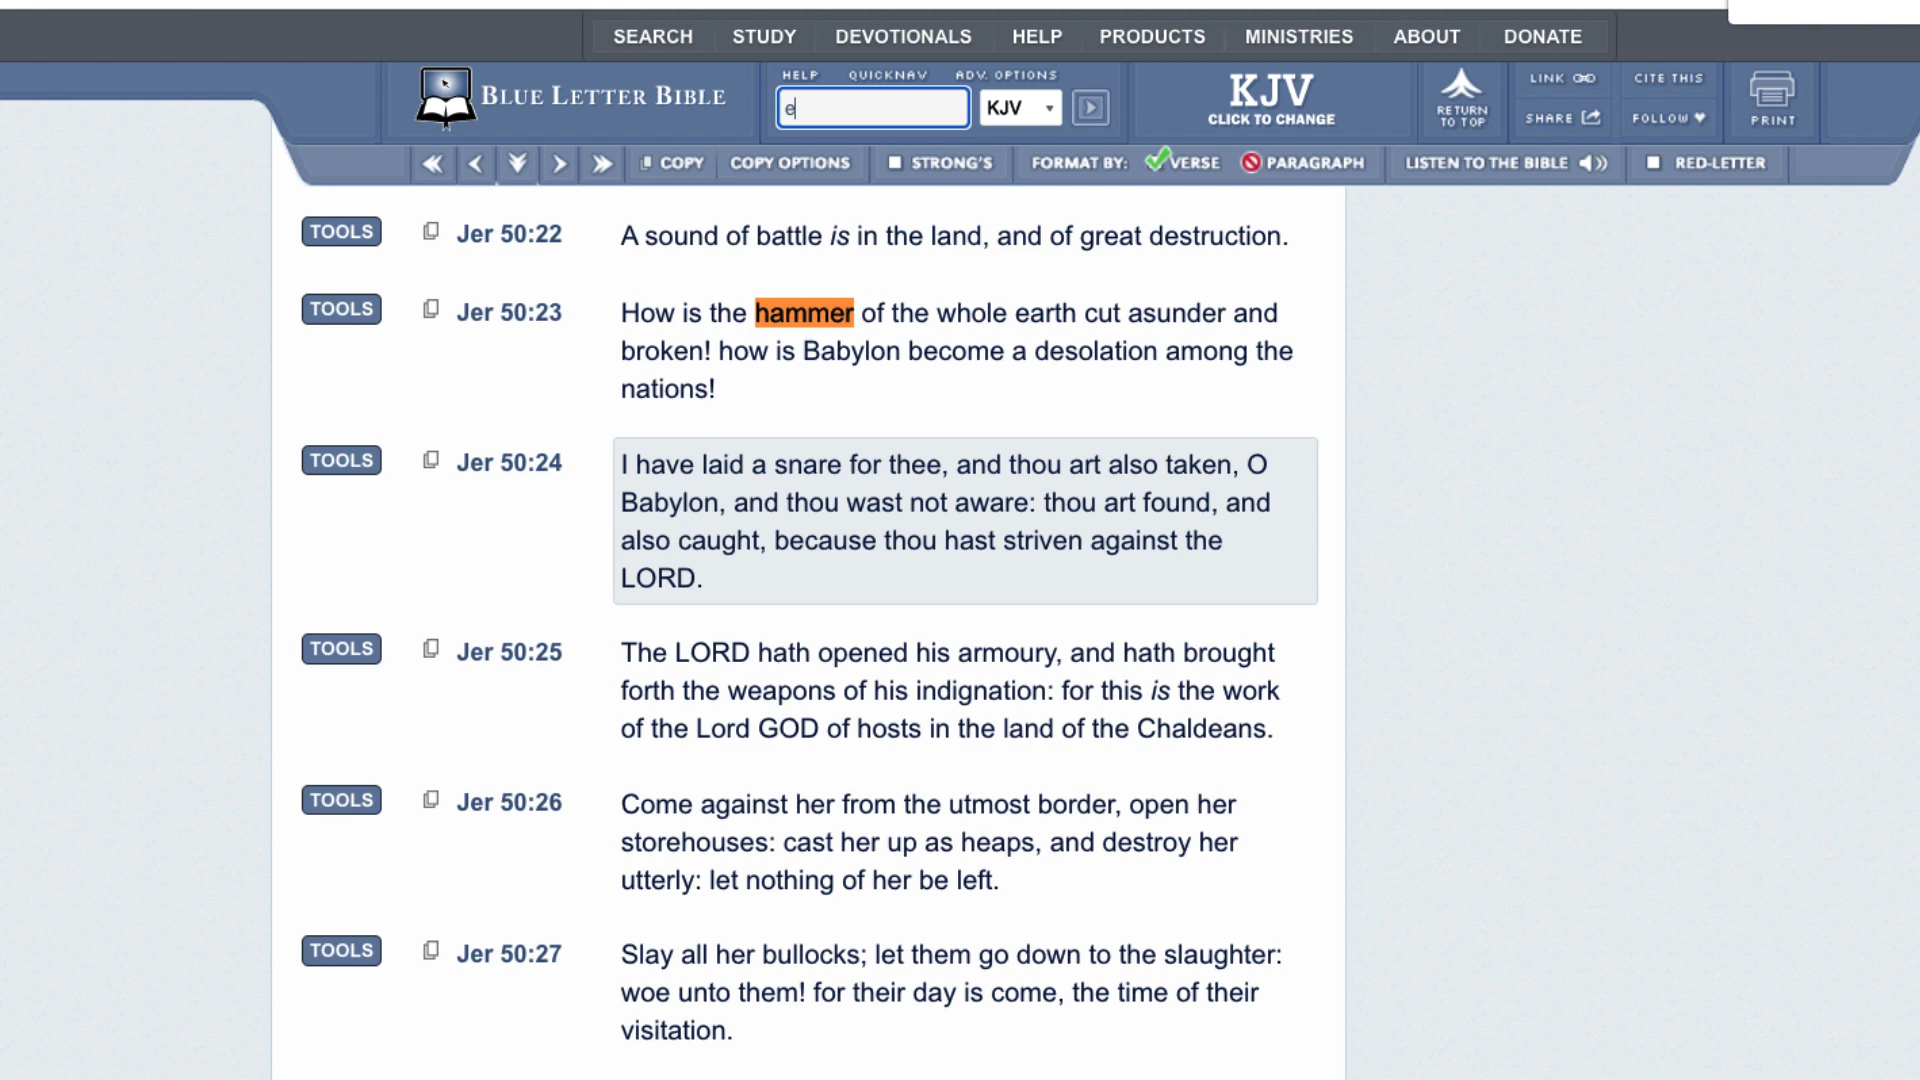 SEARCH STUDY DEVOTIONALS HELP PRODUCTS MINISTRIES ABOUT DONATE
HELP QUICKNAV ADV. OPTIONS
BLUE LETTER BIBLE
e KJV
KJV
CLICK TO CHANGE
RETURN
TO TOP
LINK CITE THIS
SHARE FOLLOW
PRINT
COPY COPY OPTIONS STRONG'S FORMAT BY: VERSE PARAGRAPH LISTEN TO THE BIBLE RED-LETTER
TOOLS Jer 50:22 A sound of battle is in the land, and of great destruction.
TOOLS Jer 50:23 How is the hammer of the whole earth cut asunder and
broken! how is Babylon become a desolation among the
nations!
TOOLS Jer 50:24 I have laid a snare for thee, and thou art also taken, O
Babylon, and thou wast not aware: thou art found, and
also caught, because thou hast striven against the
LORD.
TOOLS Jer 50:25 The LORD hath opened his armoury, and hath brought
forth the weapons of his indignation: for this is the work
of the Lord GOD of hosts in the land of the Chaldeans.
TOOLS Jer 50:26 Come against her from the utmost border, open her
storehouses: cast her up as heaps, and destroy her
utterly: let nothing of her be left.
TOOLS Jer 50:27 Slay all her bullocks; let them go down to the slaughter:
woe unto them! for their day is come, the time of their
visitation.